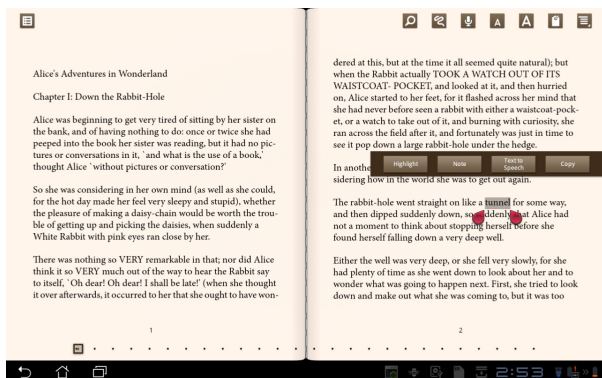 Alice's Adventures in Wonderland
Chapter I: Down the Rabbit-Hole
Alice was beginning to get very tired of sitting by her sister on
the bank, and of having nothing to do: once or twice she had
peeped into the book her sister was reading, but it had no pic-
tures or conversations in it, `and what is the use of a book,'
thought Alice `without pictures or conversation?'
So she was considering in her own mind (as well as she could,
for the hot day made her feel very sleepy and stupid), whether
the pleasure of making a daisy-chain would be worth the trou-
ble of getting up and picking the daisies, when suddenly a
White Rabbit with pink eyes ran close by her.
There was nothing so VERY remarkable in that; nor did Alice
think it so VERY much out of the way to hear the Rabbit say
to itself, `Oh dear! Oh dear! I shall be late!' (when she thought
it over afterwards, it occurred to her that she ought to have won-
1
A A
dered at this, but at the time it all seemed quite natural); but
when the Rabbit actually TOOK A WATCH OUT OF ITS
WAISTCOAT- POCKET, and looked at it, and then hurried
on, Alice started to her feet, for it flashed across her mind that
she had never before seen a rabbit with either a waistcoat-pock-
et, or a watch to take out of it, and burning with curiosity, she
ran across the field after it, and fortunately was just in time to
see it pop down a large rabbit-hole under the hedge.
Highlight Note Text to Speech Copy
In anothe
sidering how in the world she was to get out again.
The rabbit-hole went straight on like a tunnel for some way,
and then dipped suddenly down, so suddenly that Alice had
not a moment to think about stopping herself before she
found herself falling down a very deep well.
Either the well was very deep, or she fell very slowly, for she
had plenty of time as she went down to look about her and to
wonder what was going to happen next. First, she tried to look
down and make out what she was coming to, but it was too
2
2:53